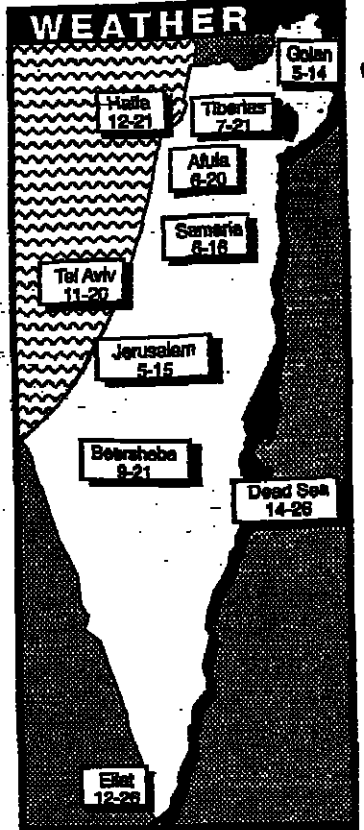 WEATHER
Golan
5-14
Haifa
12-21
Tiberias
7-21
Afula
6-20
Samaria
6-16
Tel Aviv
11-20
Jerusalem
5-15
Beersheba
9-21
Dead Sea
14-26
Eilat
12-26